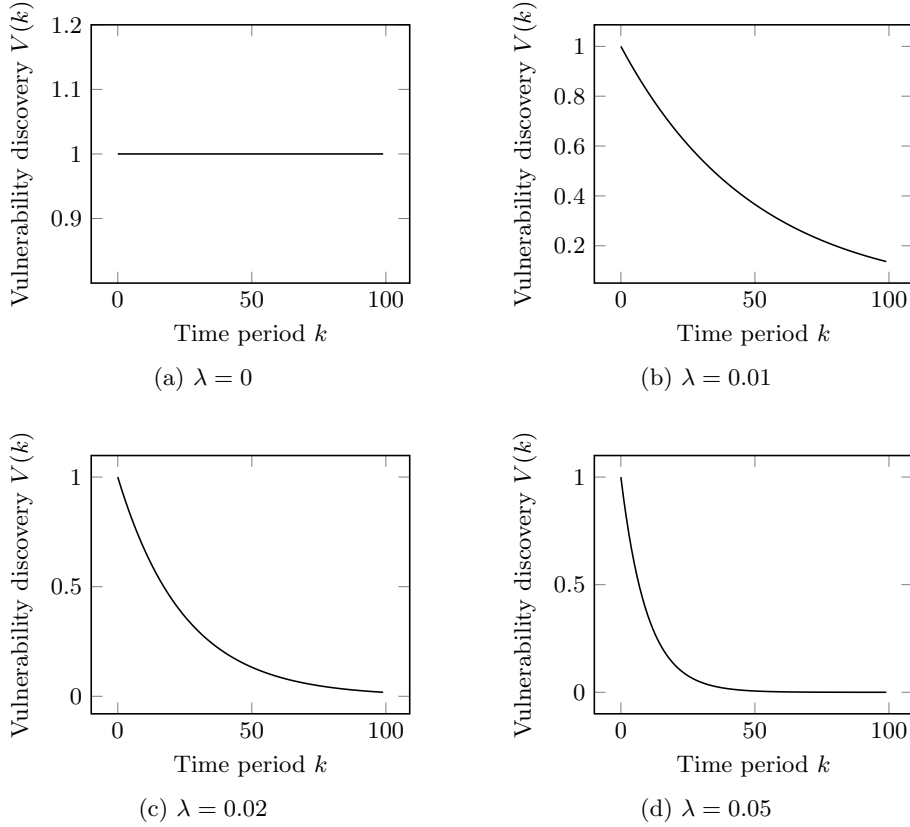 Vulnerability discovery V(k)
1.2
1.1
1
0.9
0
50
100
Time period k
(a) λ = 0
Vulnerability discovery V(k)
1
0.8
0.6
0.4
0.2
0
50
100
Time period k
(b) λ = 0.01
Vulnerability discovery V(k)
1
0.5
0
0
50
100
Time period k
(c) λ = 0.02
Vulnerability discovery V(k)
1
0.5
0
0
50
100
Time period k
(d) λ = 0.05